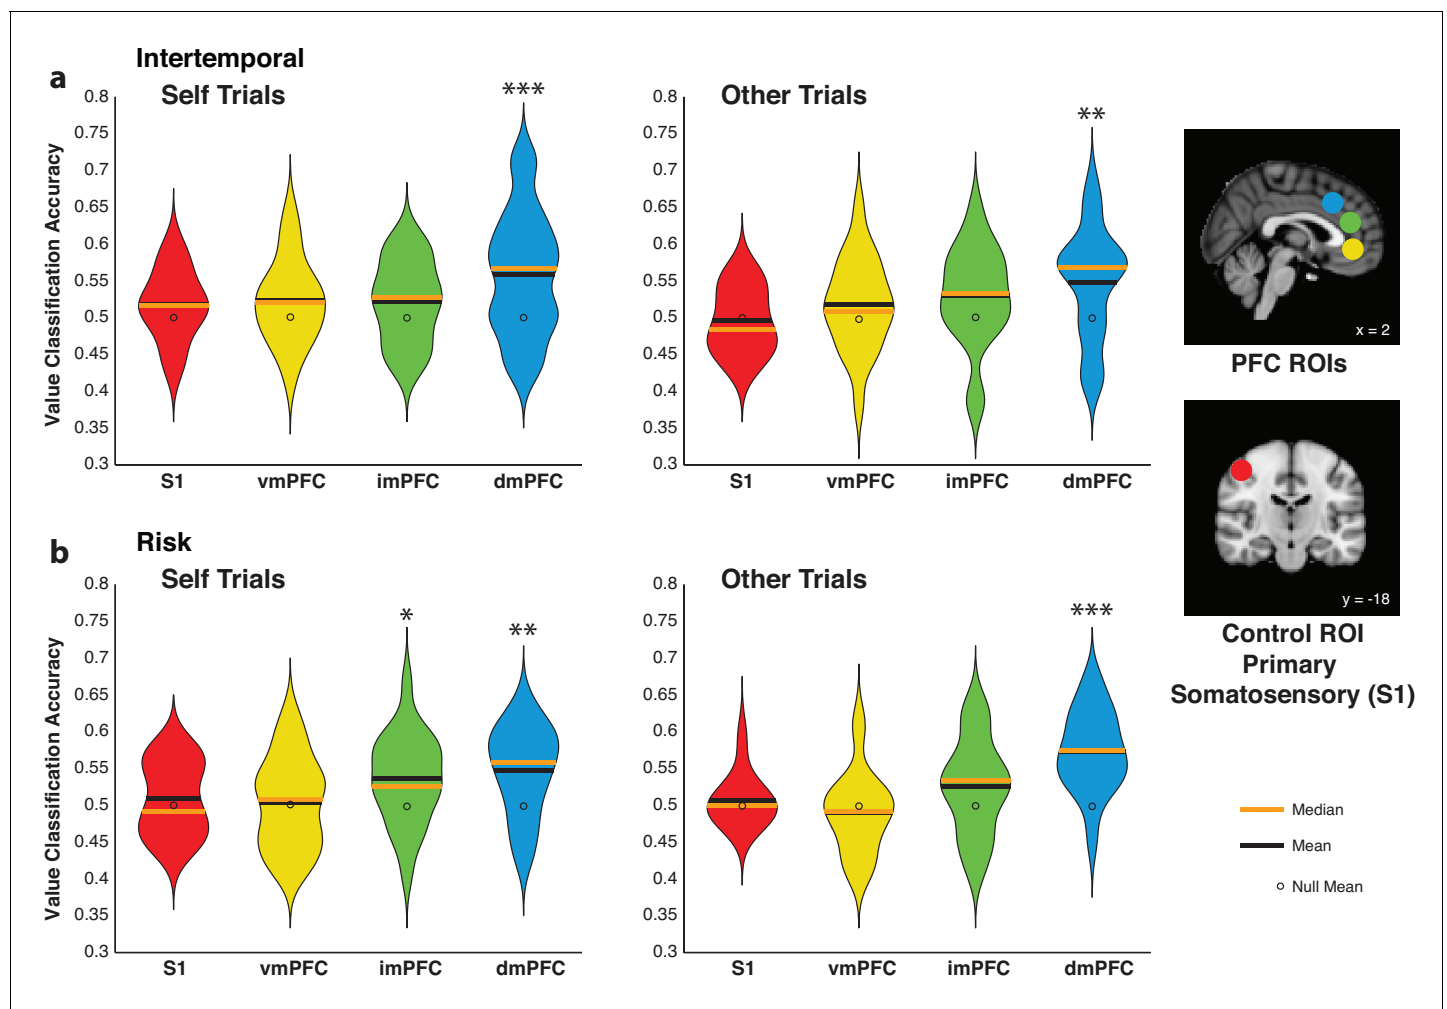 a
Intertemporal
Self Trials
Other Trials
***
**
Value Classification Accuracy
0.8
0.75
0.7
0.65
0.6
0.55
0.5
0.45
0.4
0.35
0.3
S1 vmPFC imPFC dmPFC
0.8
0.75
0.7
0.65
0.6
0.55
0.5
0.45
0.4
0.35
0.3
S1 vmPFC imPFC dmPFC
x = 2
PFC ROIs
y = -18
Control ROI
Primary
Somatosensory (S1)
b
Risk
Self Trials
Other Trials
*
**
***
Value Classification Accuracy
0.8
0.75
0.7
0.65
0.6
0.55
0.5
0.45
0.4
0.35
0.3
S1 vmPFC imPFC dmPFC
0.8
0.75
0.7
0.65
0.6
0.55
0.5
0.45
0.4
0.35
0.3
S1 vmPFC imPFC dmPFC
Median
Mean
Null Mean